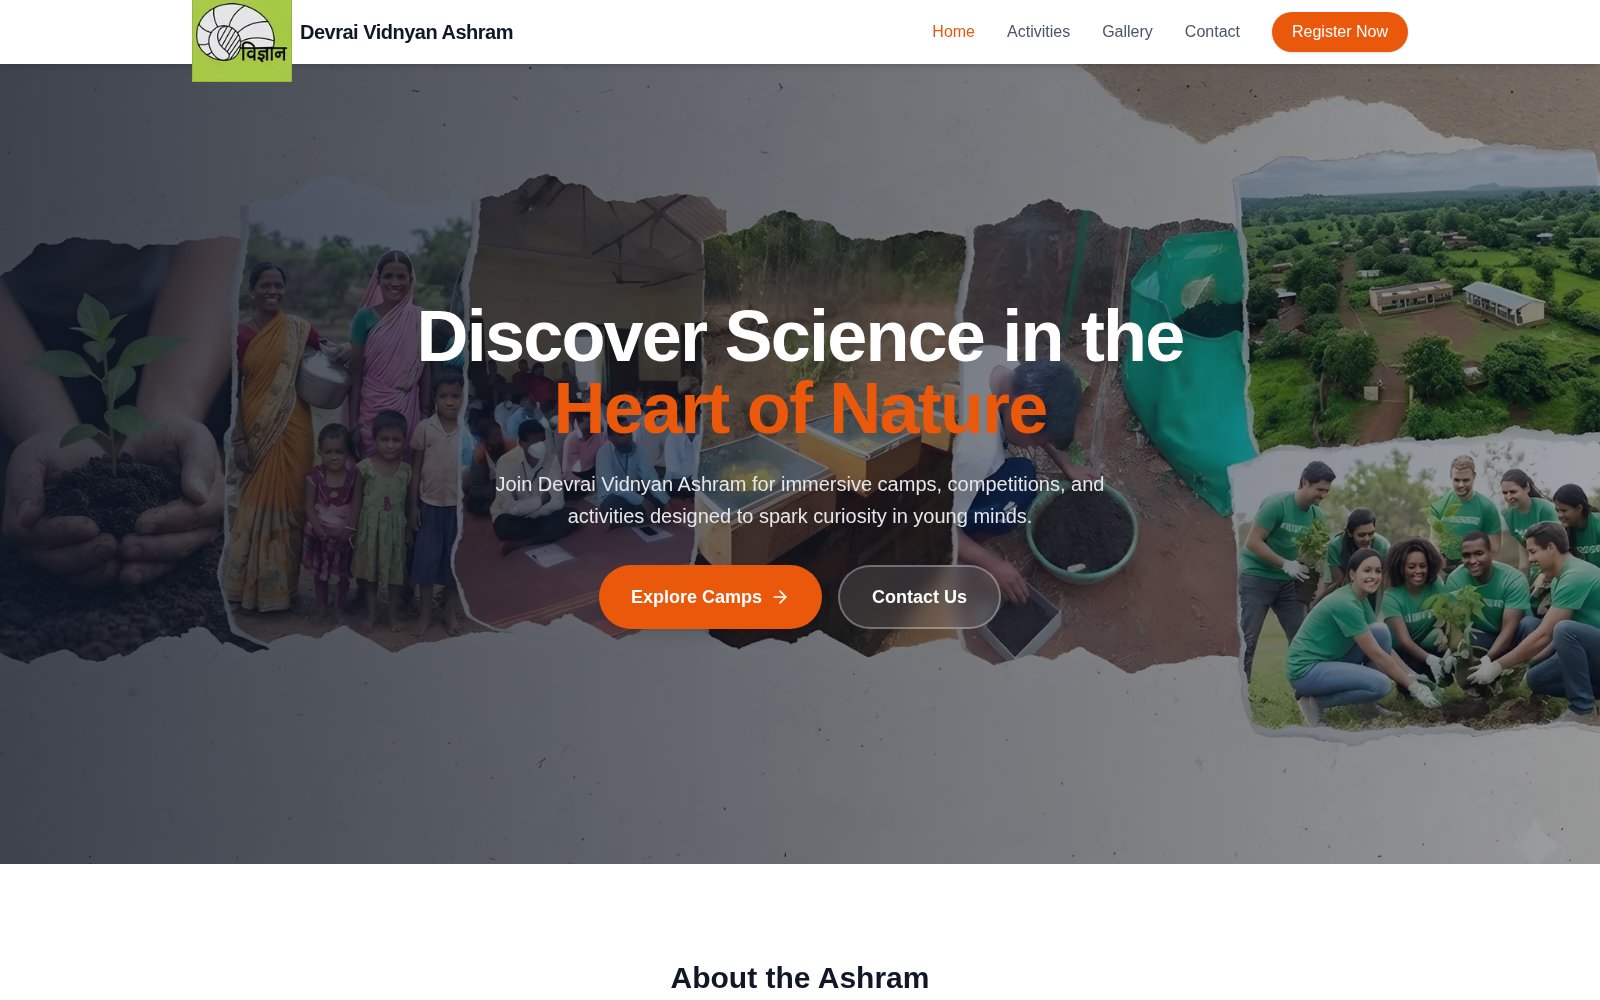 विज्ञान
Devrai Vidnyan Ashram
Home
Activities
Gallery
Contact
Register Now
Discover Science in the
Heart of Nature
Join Devrai Vidnyan Ashram for immersive camps, competitions, and
activities designed to spark curiosity in young minds.
Explore Camps
Contact Us
About the Ashram